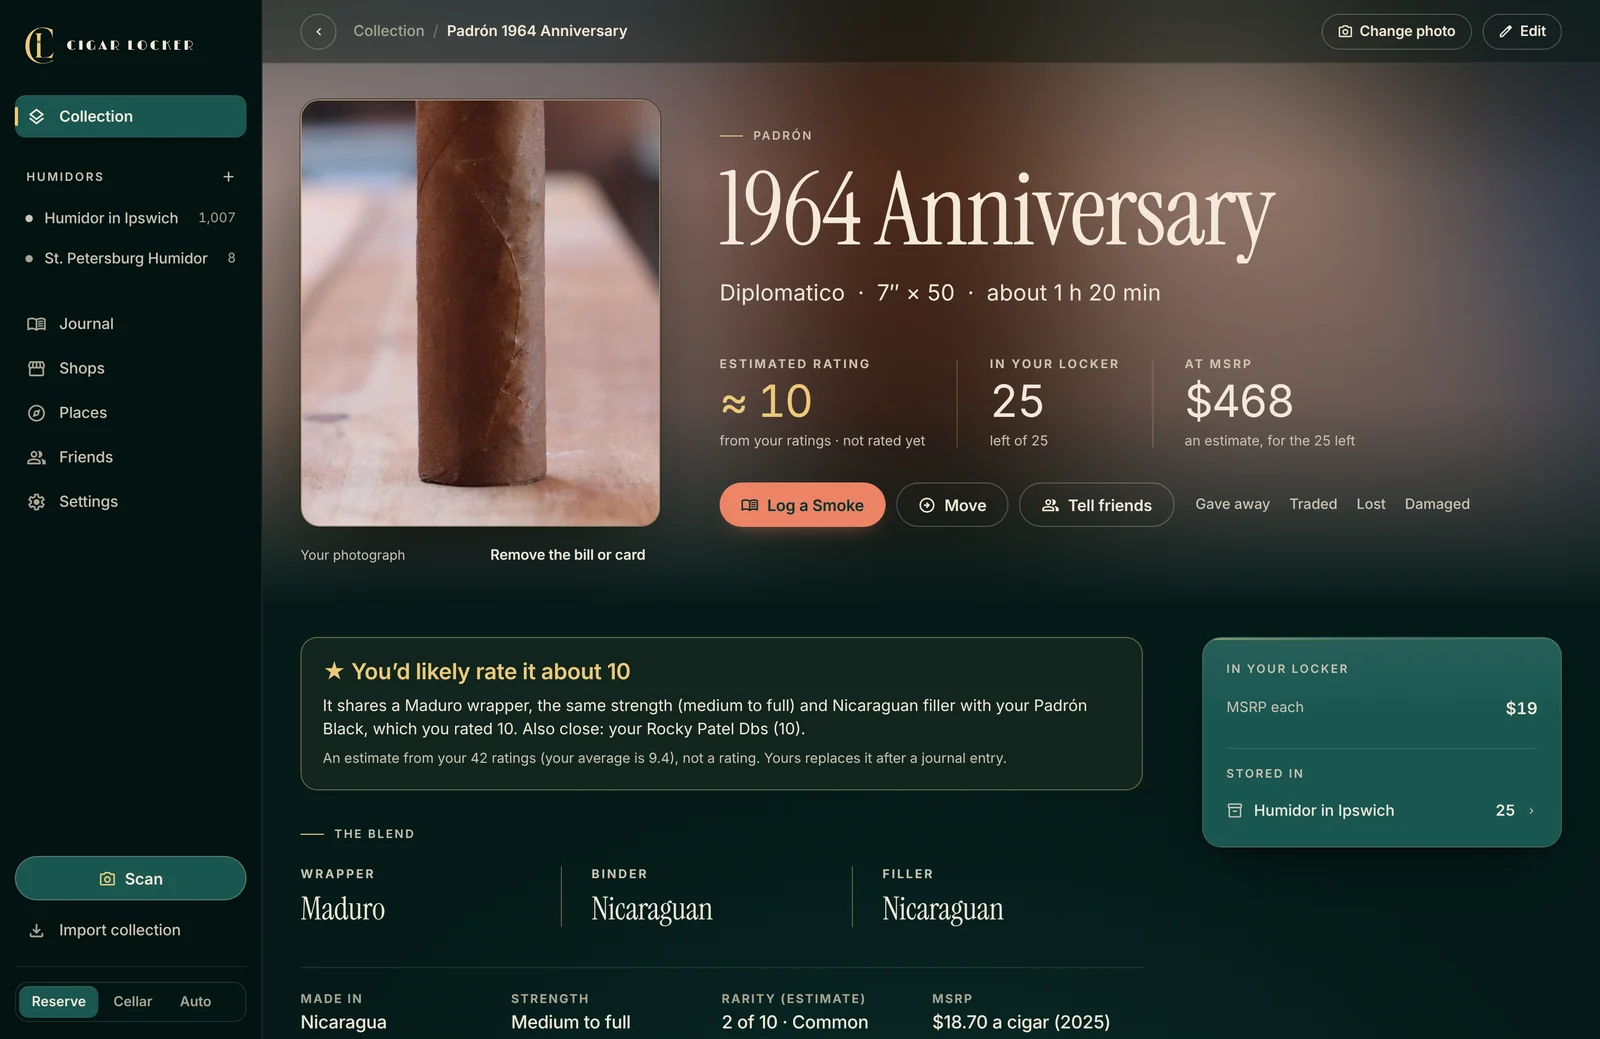 CIGAR LOCKER
Collection / Padrón 1964 Anniversary
Change photo
Edit
Collection
HUMIDORS +
Humidor in Ipswich 1,007
St. Petersburg Humidor 8
Journal
Shops
Places
Friends
Settings
Scan
Import collection
Reserve Cellar Auto
PADRÓN
1964 Anniversary
Diplomatico · 7″ × 50 · about 1 h 20 min
ESTIMATED RATING
≈ 10
from your ratings · not rated yet
IN YOUR LOCKER
25
left of 25
AT MSRP
$468
an estimate, for the 25 left
Log a Smoke
Move
Tell friends
Gave away Traded Lost Damaged
Your photograph
Remove the bill or card
★ You’d likely rate it about 10
It shares a Maduro wrapper, the same strength (medium to full) and Nicaraguan filler with your Padrón
Black, which you rated 10. Also close: your Rocky Patel Dbs (10).
An estimate from your 42 ratings (your average is 9.4), not a rating. Yours replaces it after a journal entry.
IN YOUR LOCKER
MSRP each $19
STORED IN
Humidor in Ipswich 25 ›
THE BLEND
WRAPPER
Maduro
BINDER
Nicaraguan
FILLER
Nicaraguan
MADE IN
Nicaragua
STRENGTH
Medium to full
RARITY (ESTIMATE)
2 of 10 · Common
MSRP
$18.70 a cigar (2025)